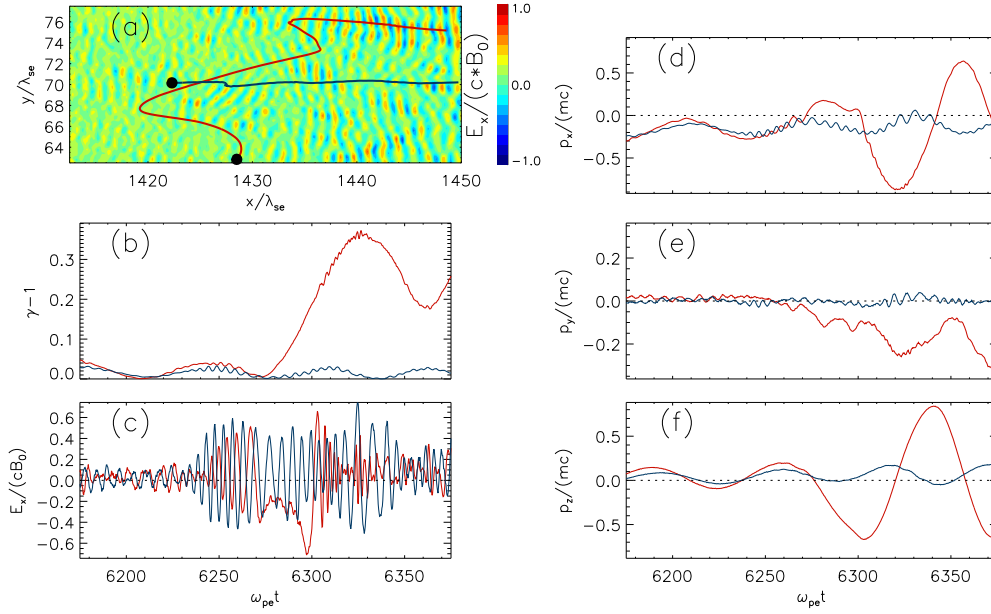 (a)
76
74
72
70
68
66
64
y/λse
1420
1430
1440
1450
x/λse
1.0
0.0
−1.0
Ex/(c*B0)
(b)
0.3
0.2
0.1
0.0
γ−1
(c)
0.6
0.4
0.2
0.0
−0.2
−0.4
−0.6
Ex/(cB0)
6200
6250
6300
6350
ωpet
(d)
0.5
0.0
−0.5
px/(mc)
(e)
0.2
0.0
−0.2
py/(mc)
(f)
0.5
0.0
−0.5
pz/(mc)
6200
6250
6300
6350
ωpet